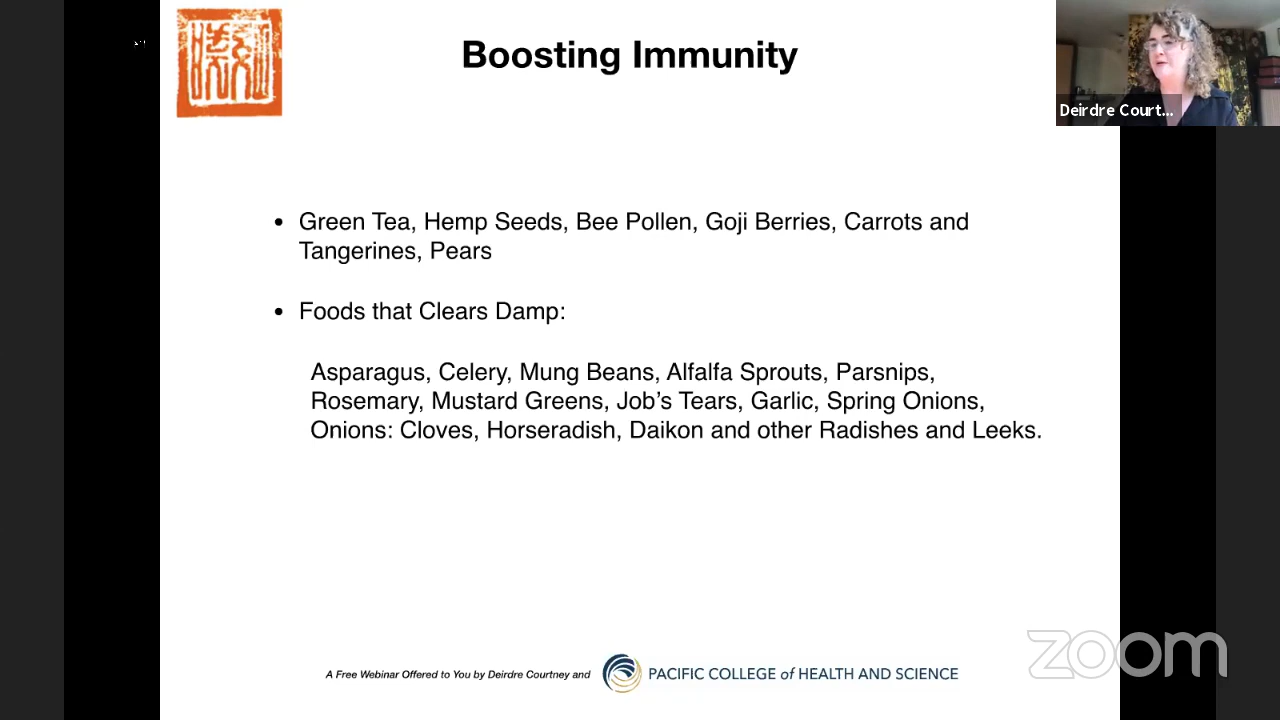 Boosting Immunity
Deirdre Court...
• Green Tea, Hemp Seeds, Bee Pollen, Goji Berries, Carrots and
Tangerines, Pears
• Foods that Clears Damp:
Asparagus, Celery, Mung Beans, Alfalfa Sprouts, Parsnips,
Rosemary, Mustard Greens, Job’s Tears, Garlic, Spring Onions,
Onions: Cloves, Horseradish, Daikon and other Radishes and Leeks.
A Free Webinar Offered to You by Deirdre Courtney and
PACIFIC COLLEGE of HEALTH AND SCIENCE
zoom